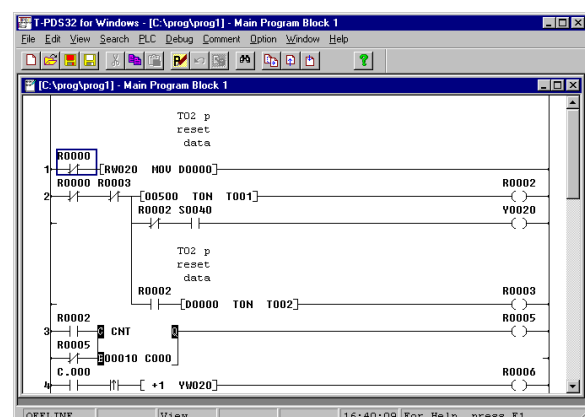 T-PDS32 for Windows - [C:\prog\prog1] - Main Program Block 1
File Edit View Search PLC Debug Comment Option Window Help
[C:\prog\prog1] - Main Program Block 1
T02 p
reset
data
R0000
1 [RW020 MOV D0000]
R0000 R0003 R0002
2 [00500 TON T001] ( )
R0002 S0040 Y0020
( )
T02 p
reset
data
R0002 R0003
[D0000 TON T002] ( )
R0002 R0005
3 C CNT Q ( )
R0005
E 00010 C000
C.000 R0006
4 [ +1 YW020] ( )
OFFLINE View 16:40:09 For Help, press F1